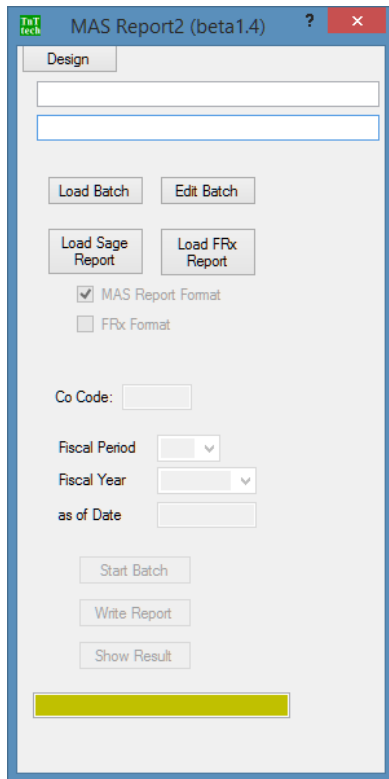 TnT
tech
MAS Report2 (beta1.4)
?
Design
Load Batch
Edit Batch
Load Sage
Report
Load FRx
Report
MAS Report Format
FRx Format
Co Code:
Fiscal Period
Fiscal Year
as of Date
Start Batch
Write Report
Show Result